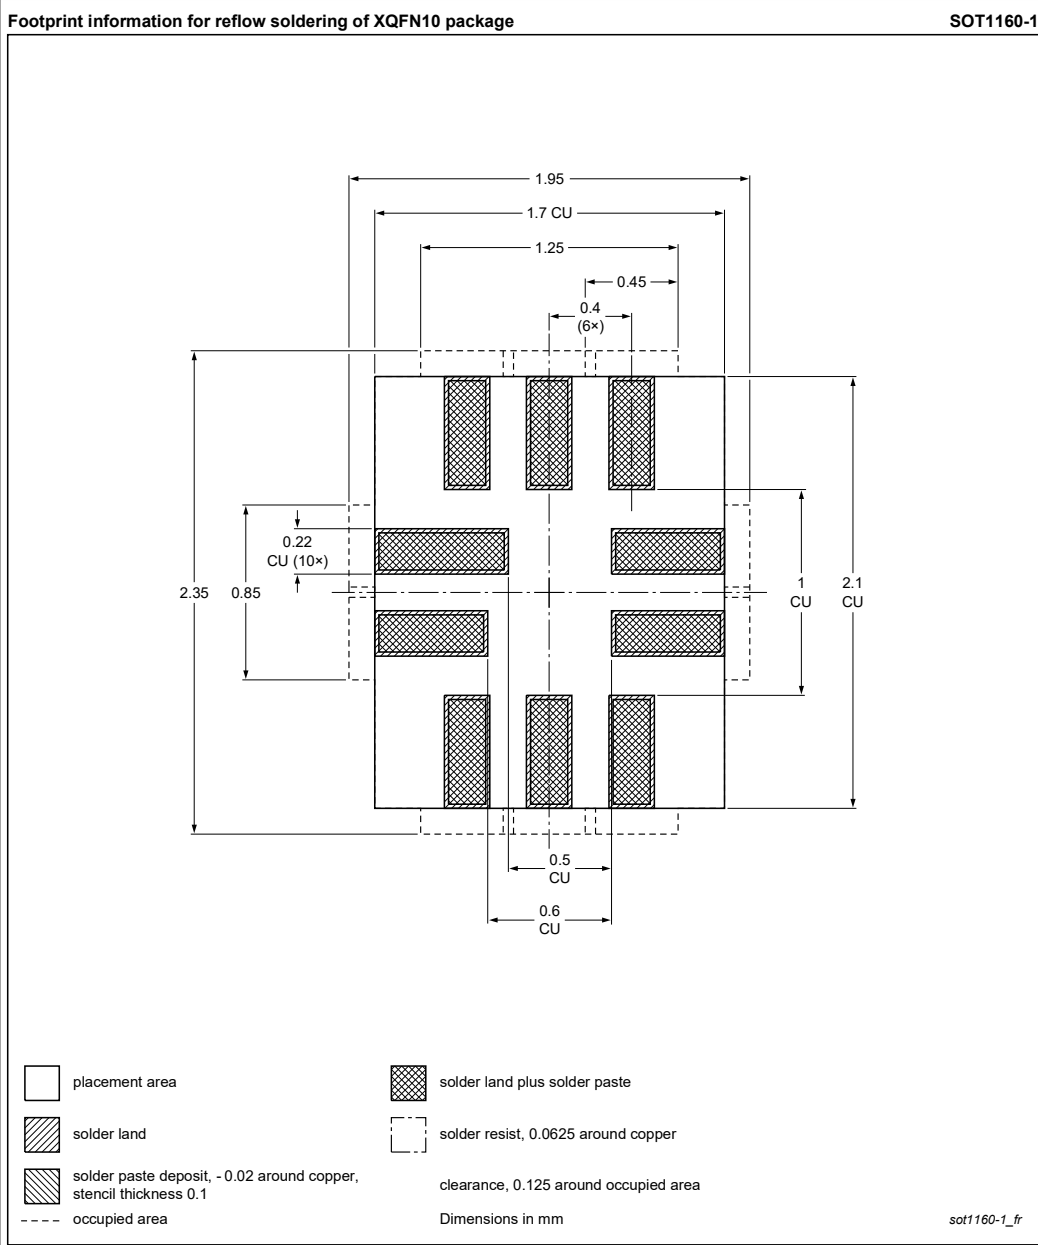 Footprint information for reflow soldering of XQFN10 package SOT1160-1
1.95
1.7 CU
1.25
0.45
0.4
(6×)
0.22
CU (10×)
2.35
0.85
1
CU
2.1
CU
0.5
CU
0.6
CU
placement area
solder land plus solder paste
solder land
solder resist, 0.0625 around copper
solder paste deposit, - 0.02 around copper,
stencil thickness 0.1
clearance, 0.125 around occupied area
occupied area
Dimensions in mm
sot1160-1_fr